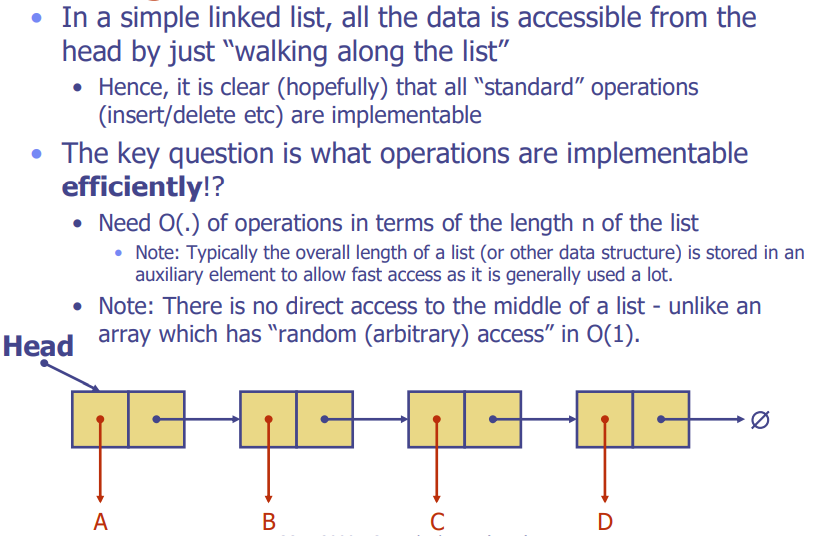 • In a simple linked list, all the data is accessible from the
head by just “walking along the list”
• Hence, it is clear (hopefully) that all “standard” operations
(insert/delete etc) are implementable
• The key question is what operations are implementable
efficiently!?
• Need O(.) of operations in terms of the length n of the list
• Note: Typically the overall length of a list (or other data structure) is stored in an
auxiliary element to allow fast access as it is generally used a lot.
• Note: There is no direct access to the middle of a list - unlike an
array which has “random (arbitrary) access” in O(1).
Head
∅
A B C D